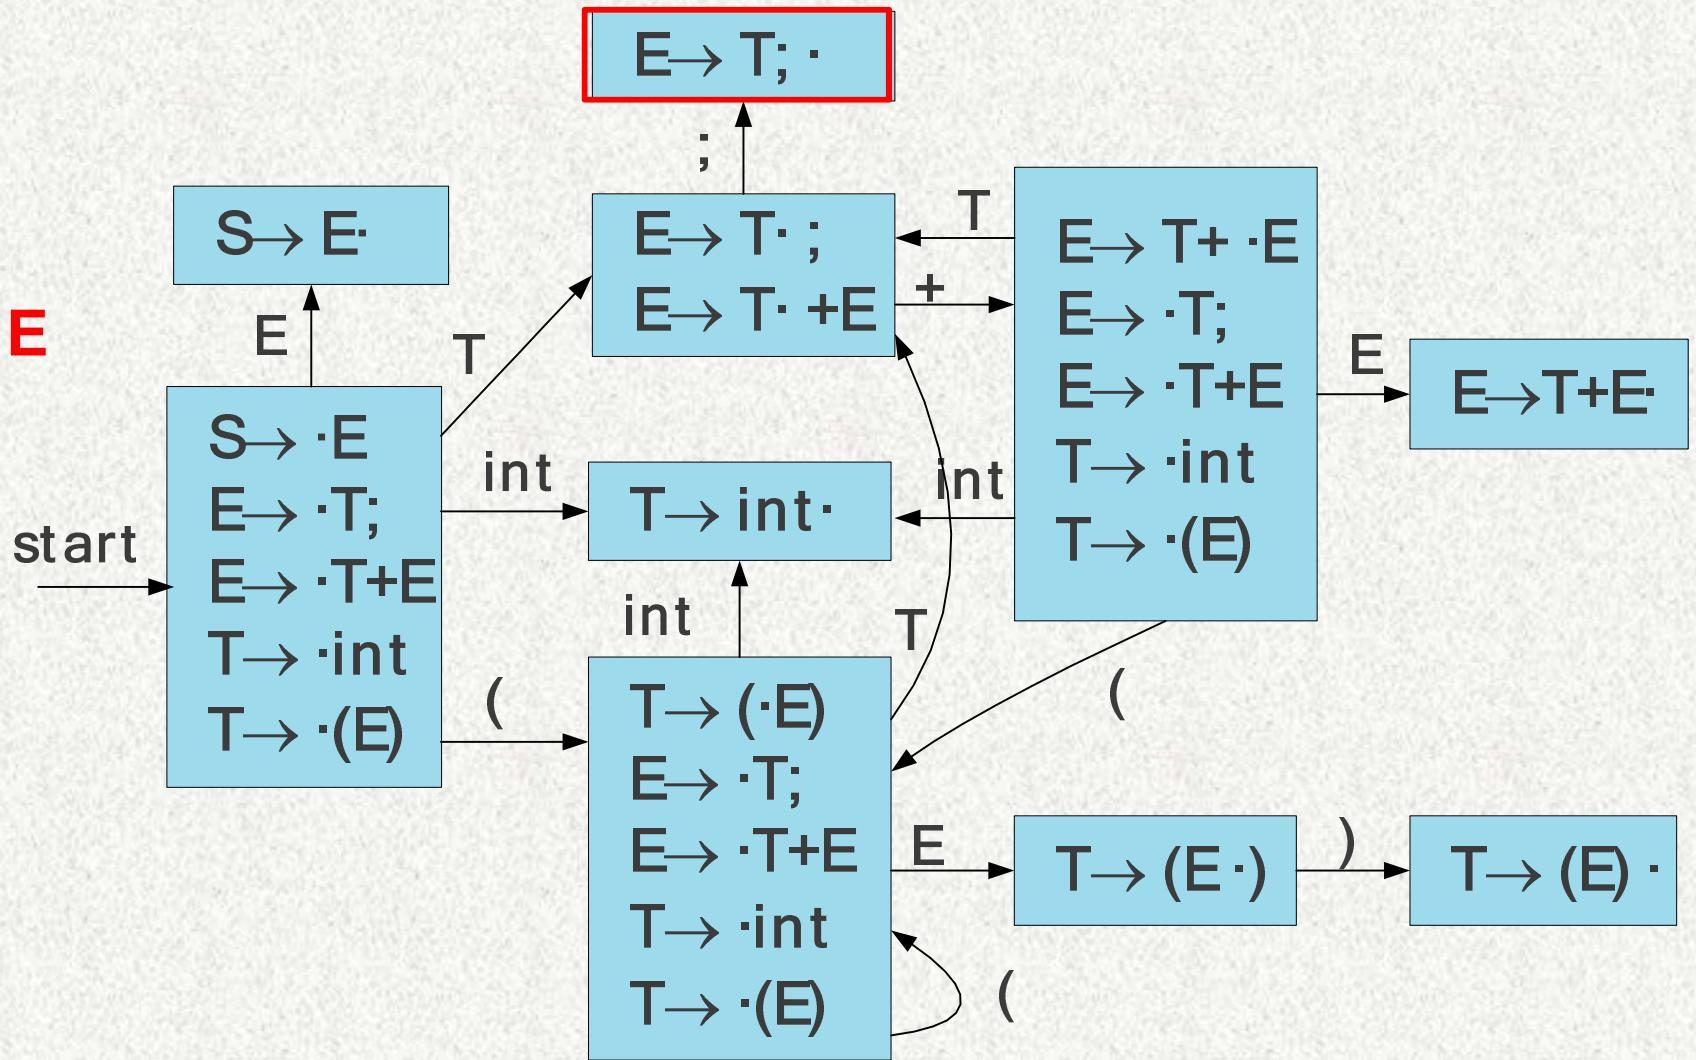 E→ T; ·
;
S→ E·
E→ T· ;
E→ T· +E
T
+
E→ T+ ·E
E→ ·T;
E→ ·T+E
T→ ·int
T→ ·(E)
E
E→T+E·
E
E
T
S→ ·E
E→ ·T;
E→ ·T+E
T→ ·int
T→ ·(E)
start
int
T→ int·
int
int
T
(
(
T→ (·E)
E→ ·T;
E→ ·T+E
T→ ·int
T→ ·(E)
E
T→ (E ·)
)
T→ (E) ·
(